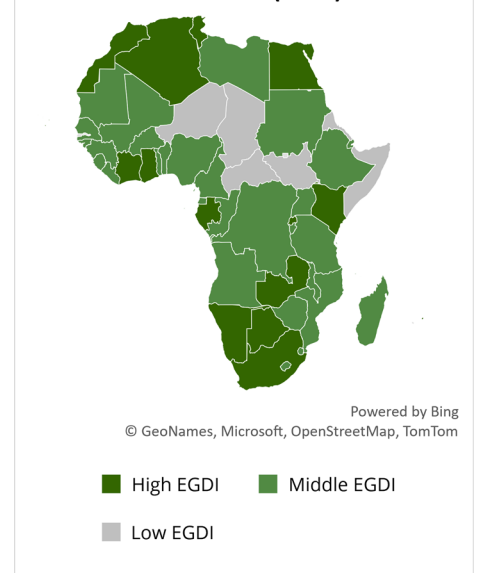 Powered by Bing
© GeoNames, Microsoft, OpenStreetMap, TomTom
High EGDI
Middle EGDI
Low EGDI